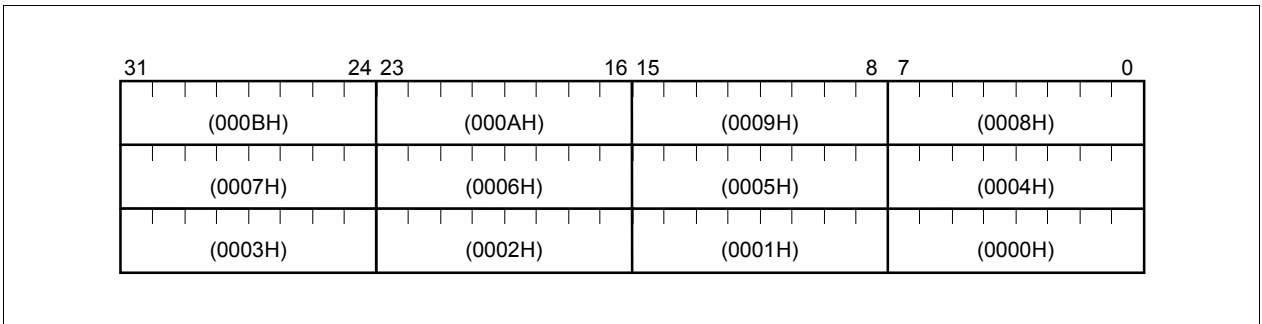 31 24 23 16 15 8 7 0
(000BH) (000AH) (0009H) (0008H)
(0007H) (0006H) (0005H) (0004H)
(0003H) (0002H) (0001H) (0000H)